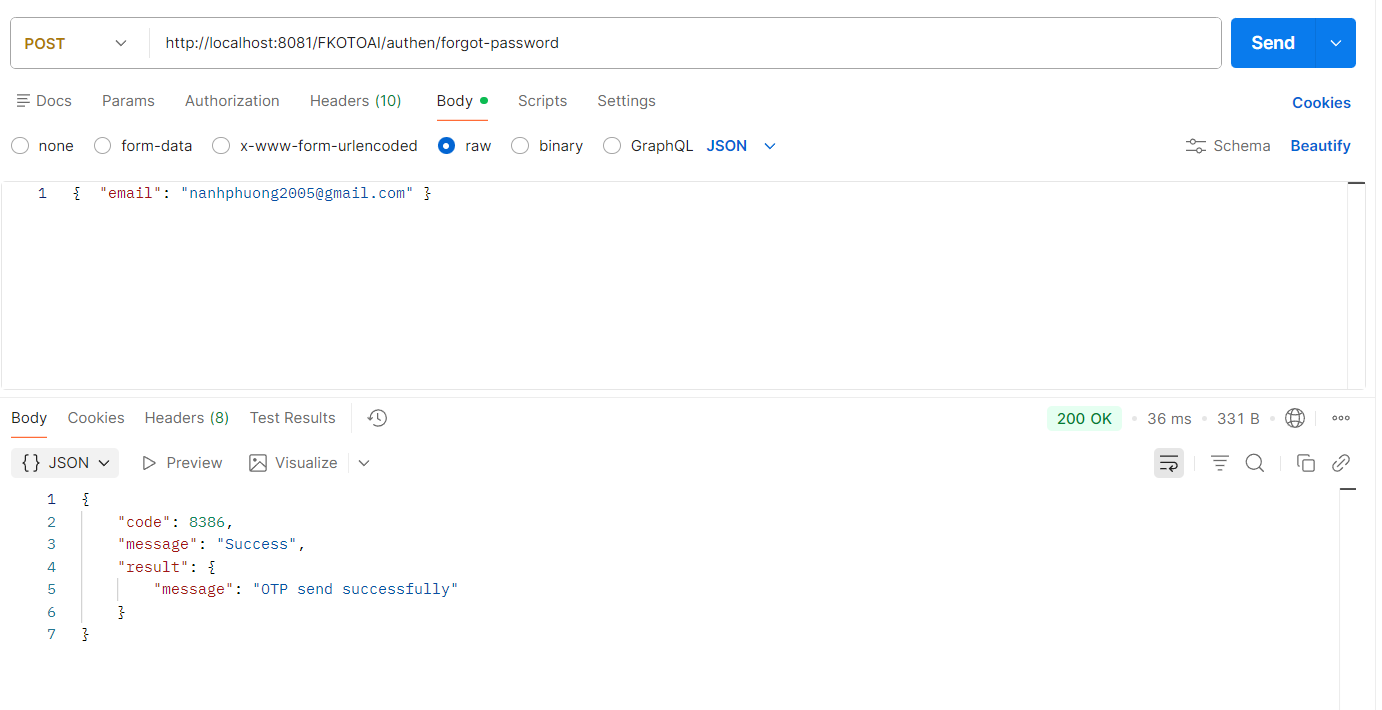 POST http://localhost:8081/FKOTOAI/authen/forgot-password Send
Docs Params Authorization Headers (10) Body Scripts Settings Cookies
none form-data x-www-form-urlencoded raw binary GraphQL JSON Schema Beautify
1 { "email": "nanhphuong2005@gmail.com" }
Body Cookies Headers (8) Test Results 200 OK 36 ms 331 B
{} JSON Preview Visualize
1 {
2 "code": 8386,
3 "message": "Success",
4 "result": {
5 "message": "OTP send successfully"
6 }
7 }